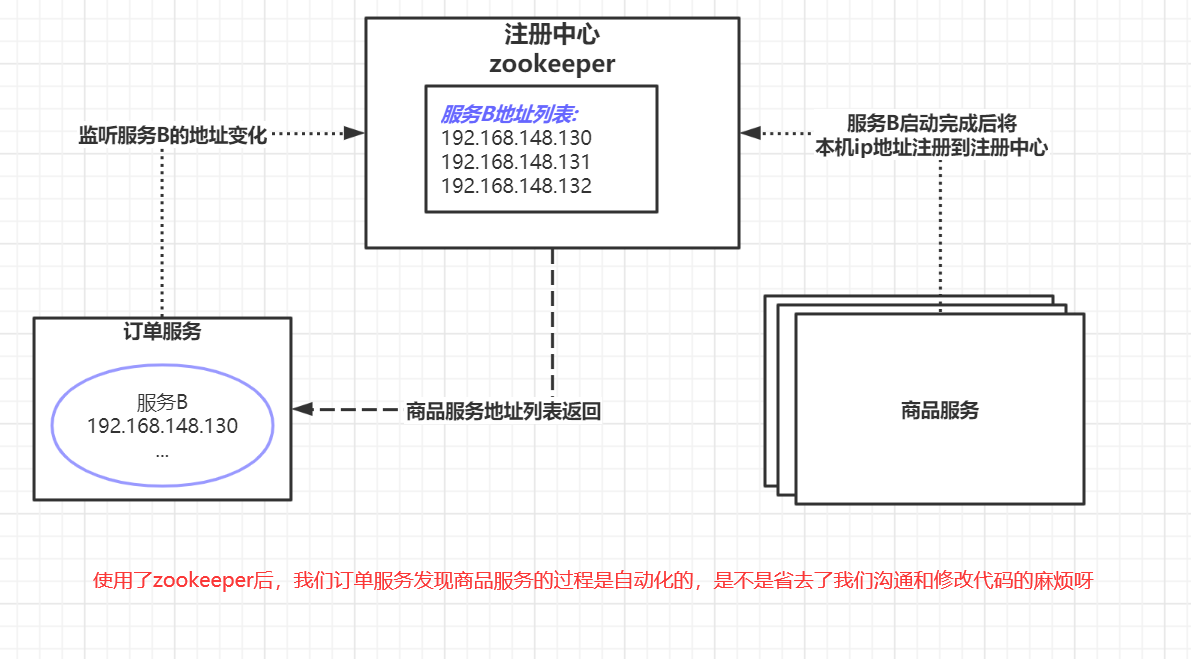 注册中心
zookeeper
服务B地址列表:
192.168.148.130
192.168.148.131
192.168.148.132
监听服务B的地址变化
服务B启动完成后将
本机ip地址注册到注册中心
订单服务
服务B
192.168.148.130
...
商品服务地址列表返回
商品服务
使用了zookeeper后，我们订单服务发现商品服务的过程是自动化的，是不是省去了我们沟通和修改代码的麻烦呀